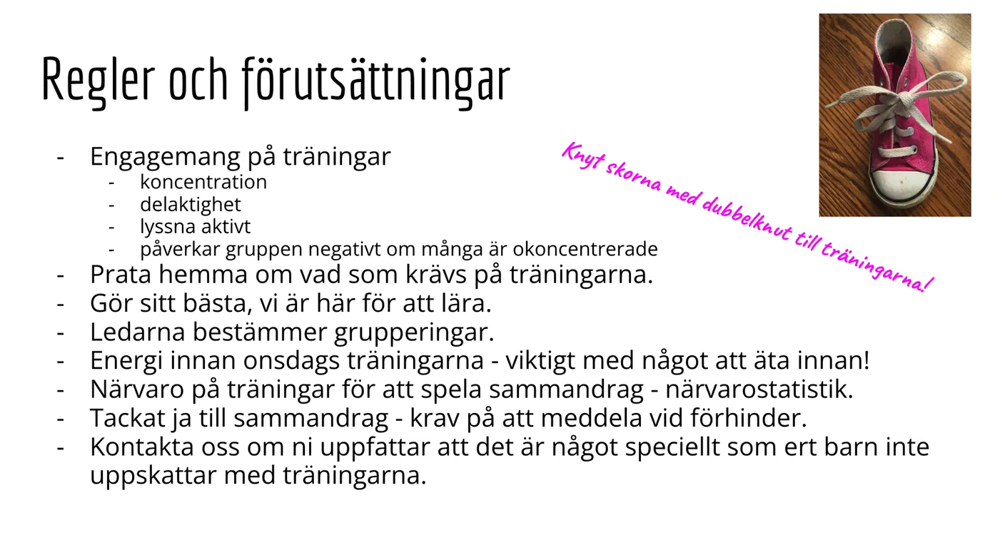 Regler och förutsättningar
Knyt skorna med dubbelknut till träningarna!
- Engagemang på träningar
- koncentration
- delaktighet
- lyssna aktivt
- påverkar gruppen negativt om många är okoncentrerade
- Prata hemma om vad som krävs på träningarna.
- Gör sitt bästa, vi är här för att lära.
- Ledarna bestämmer grupperingar.
- Energi innan onsdags träningarna - viktigt med något att äta innan!
- Närvaro på träningar för att spela sammandrag - närvarostatistik.
- Tackat ja till sammandrag - krav på att meddela vid förhinder.
- Kontakta oss om ni uppfattar att det är något speciellt som ert barn inte
uppskattar med träningarna.